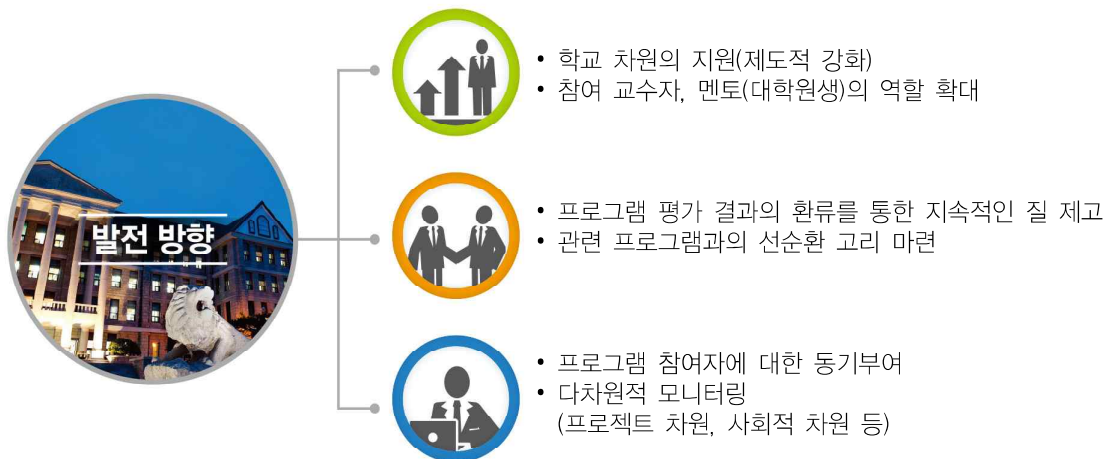 발전 방향
• 학교 차원의 지원(제도적 강화)
• 참여 교수자, 멘토(대학원생)의 역할 확대
• 프로그램 평가 결과의 환류를 통한 지속적인 질 제고
• 관련 프로그램과의 선순환 고리 마련
• 프로그램 참여자에 대한 동기부여
• 다차원적 모니터링
(프로젝트 차원, 사회적 차원 등)